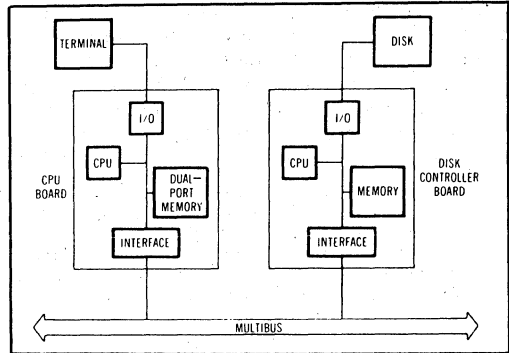 TERMINAL
DISK
I/O
I/O
CPU
CPU
CPU
BOARD
DUAL-
PORT
MEMORY
MEMORY
DISK
CONTROLLER
BOARD
INTERFACE
INTERFACE
MULTIBUS